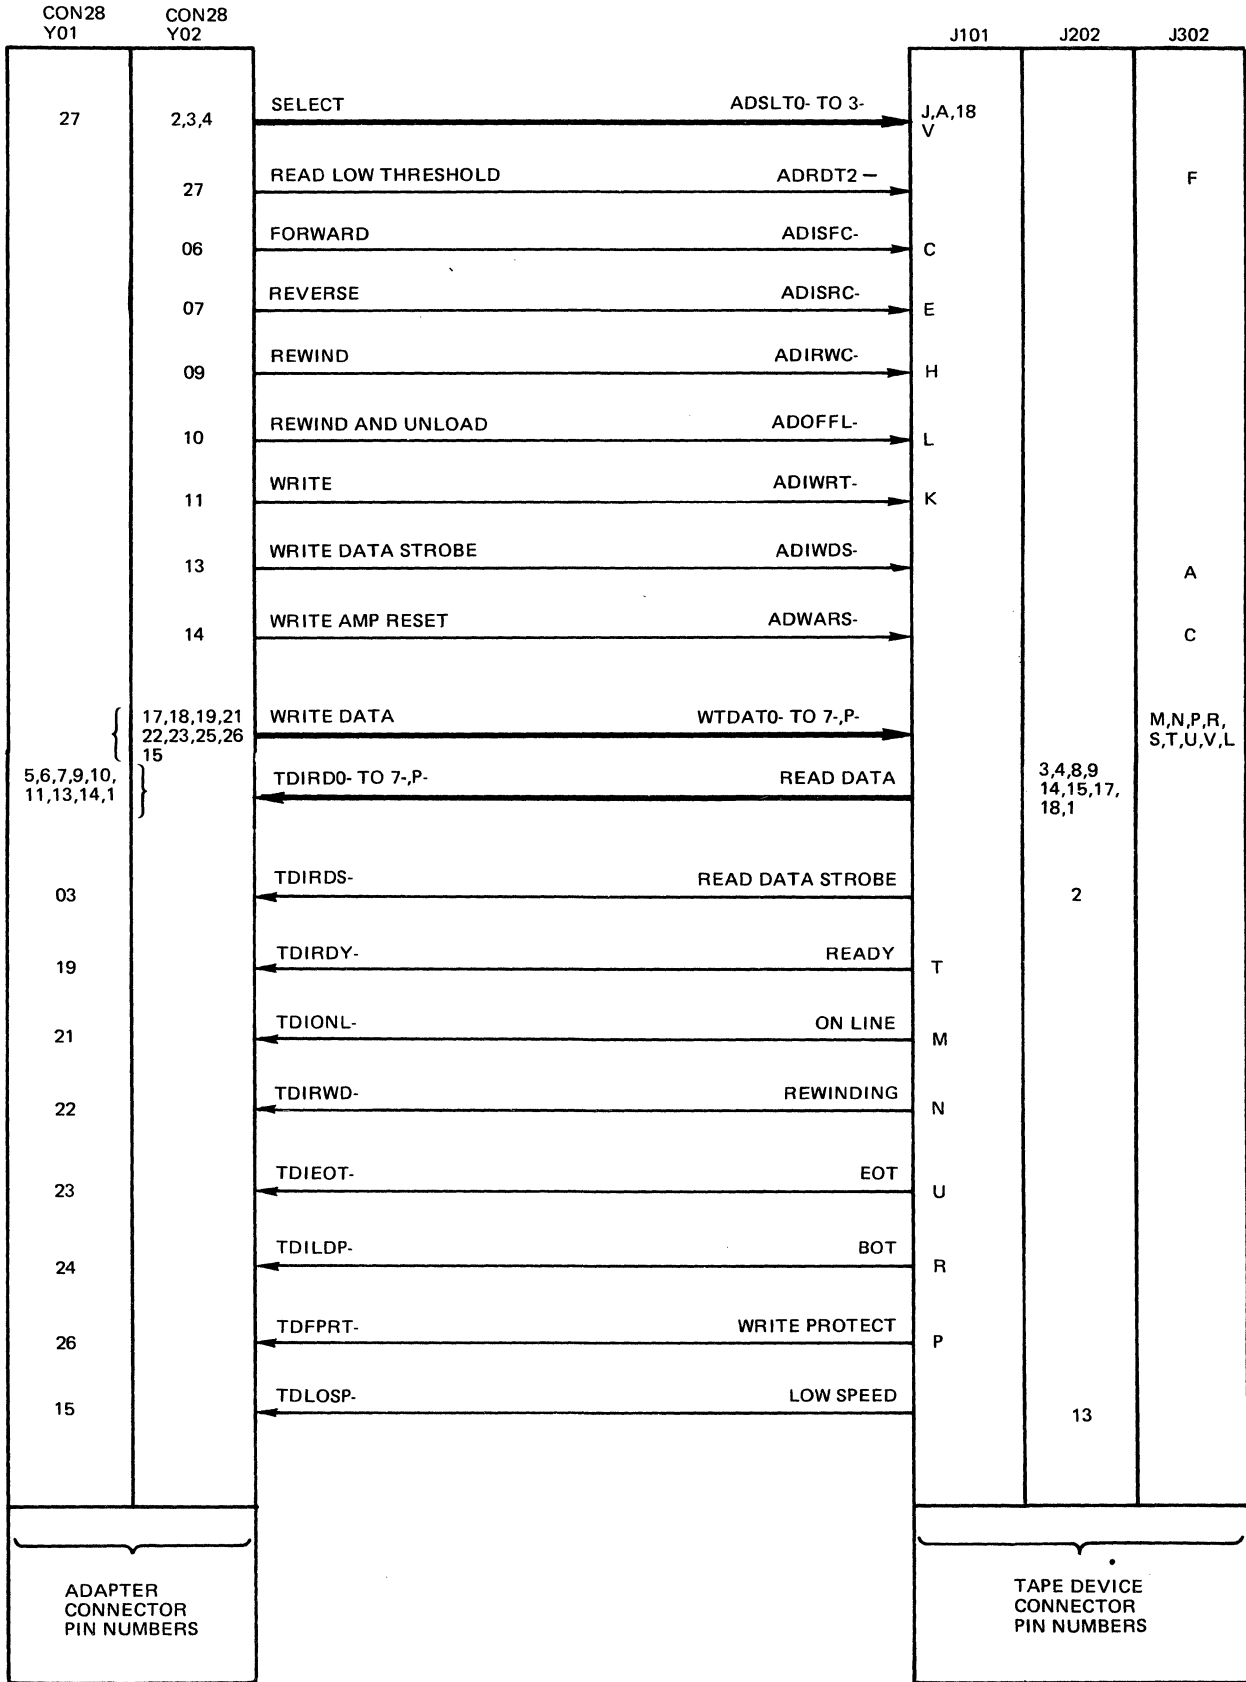 CON28 Y01
CON28 Y02
J101
J202
J302
27
2,3,4
SELECT
ADSLT0- TO 3-
J,A,18
V
27
READ LOW THRESHOLD
ADRDT2 –
F
06
FORWARD
ADISFC-
C
07
REVERSE
ADISRC-
E
09
REWIND
ADIRWC-
H
10
REWIND AND UNLOAD
ADOFFL-
L
11
WRITE
ADIWRT-
K
13
WRITE DATA STROBE
ADIWDS-
A
14
WRITE AMP RESET
ADWARS-
C
17,18,19,21
22,23,25,26
15
WRITE DATA
WTDAT0- TO 7-,P-
M,N,P,R,
S,T,U,V,L
5,6,7,9,10,
11,13,14,1
TDIRD0- TO 7-,P-
READ DATA
3,4,8,9
14,15,17,
18,1
03
TDIRDS-
READ DATA STROBE
2
19
TDIRDY-
READY
T
21
TDIONL-
ON LINE
M
22
TDIRWD-
REWINDING
N
23
TDIEOT-
EOT
U
24
TDILDP-
BOT
R
26
TDFPRT-
WRITE PROTECT
P
15
TDLOSP-
LOW SPEED
13
ADAPTER
CONNECTOR
PIN NUMBERS
TAPE DEVICE
CONNECTOR
PIN NUMBERS